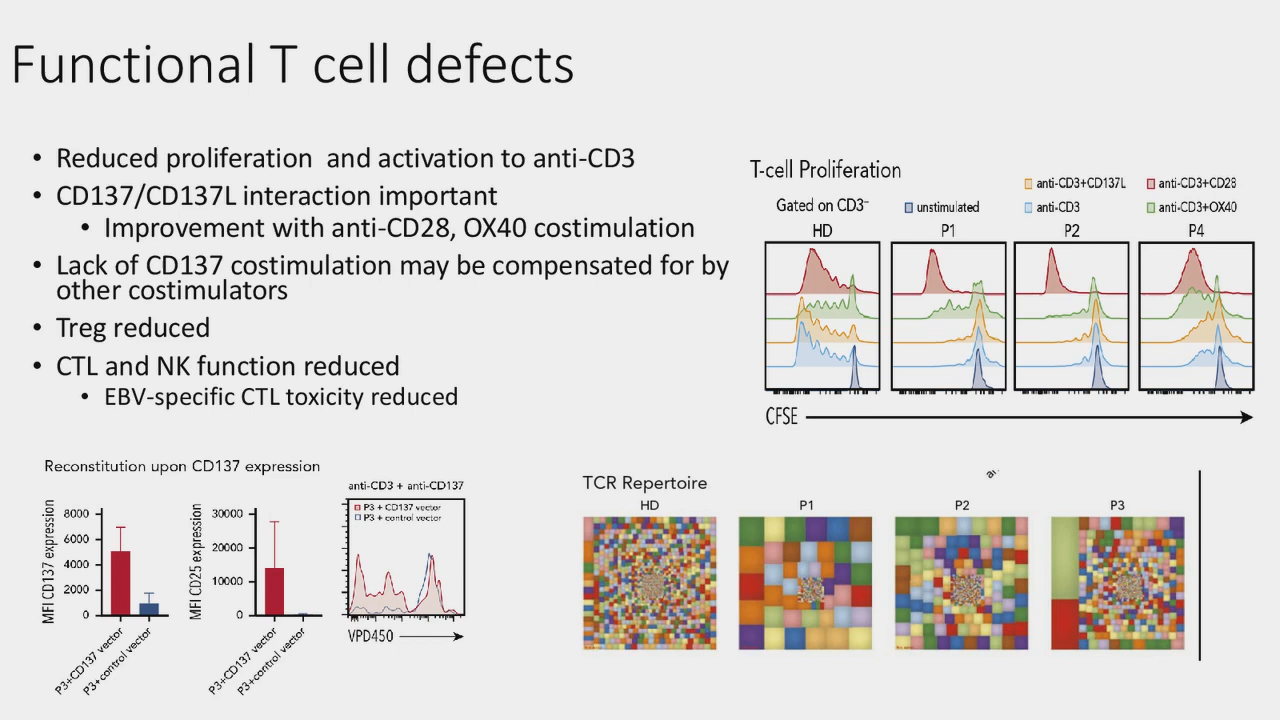 Functional T cell defects
• Reduced proliferation and activation to anti-CD3
• CD137/CD137L interaction important
• Improvement with anti-CD28, OX40 costimulation
• Lack of CD137 costimulation may be compensated for by
other costimulators
• Treg reduced
• CTL and NK function reduced
• EBV-specific CTL toxicity reduced
T-cell Proliferation
anti-CD3+CD137L
anti-CD3+CD28
Gated on CD3⁻
unstimulated
anti-CD3
anti-CD3+OX40
HD P1 P2 P4
CFSE
Reconstitution upon CD137 expression
MFI CD137 expression
8000
6000
4000
2000
0
P3+CD137 vector
P3+control vector
MFI CD25 expression
30000
20000
10000
0
P3+CD137 vector
P3+control vector
anti-CD3 + anti-CD137
P3 + CD137 vector
P3 + control vector
VPD450
TCR Repertoire
HD P1 P2 P3